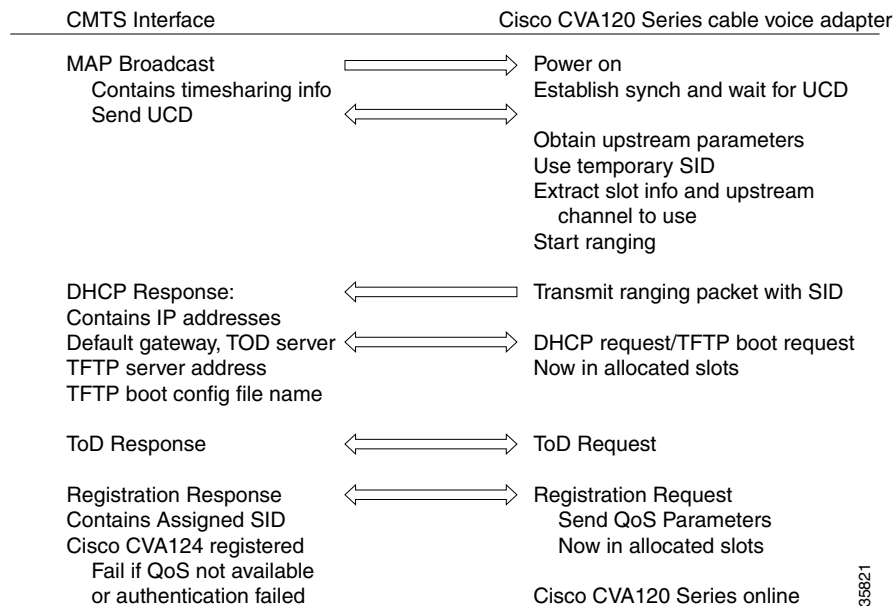 CMTS Interface
Cisco CVA120 Series cable voice adapter
MAP Broadcast
Contains timesharing info
Send UCD
Power on
Establish synch and wait for UCD
Obtain upstream parameters
Use temporary SID
Extract slot info and upstream
channel to use
Start ranging
DHCP Response:
Contains IP addresses
Default gateway, TOD server
TFTP server address
TFTP boot config file name
Transmit ranging packet with SID
DHCP request/TFTP boot request
Now in allocated slots
ToD Response
ToD Request
Registration Response
Contains Assigned SID
Cisco CVA124 registered
Fail if QoS not available
or authentication failed
Registration Request
Send QoS Parameters
Now in allocated slots
Cisco CVA120 Series online
35821